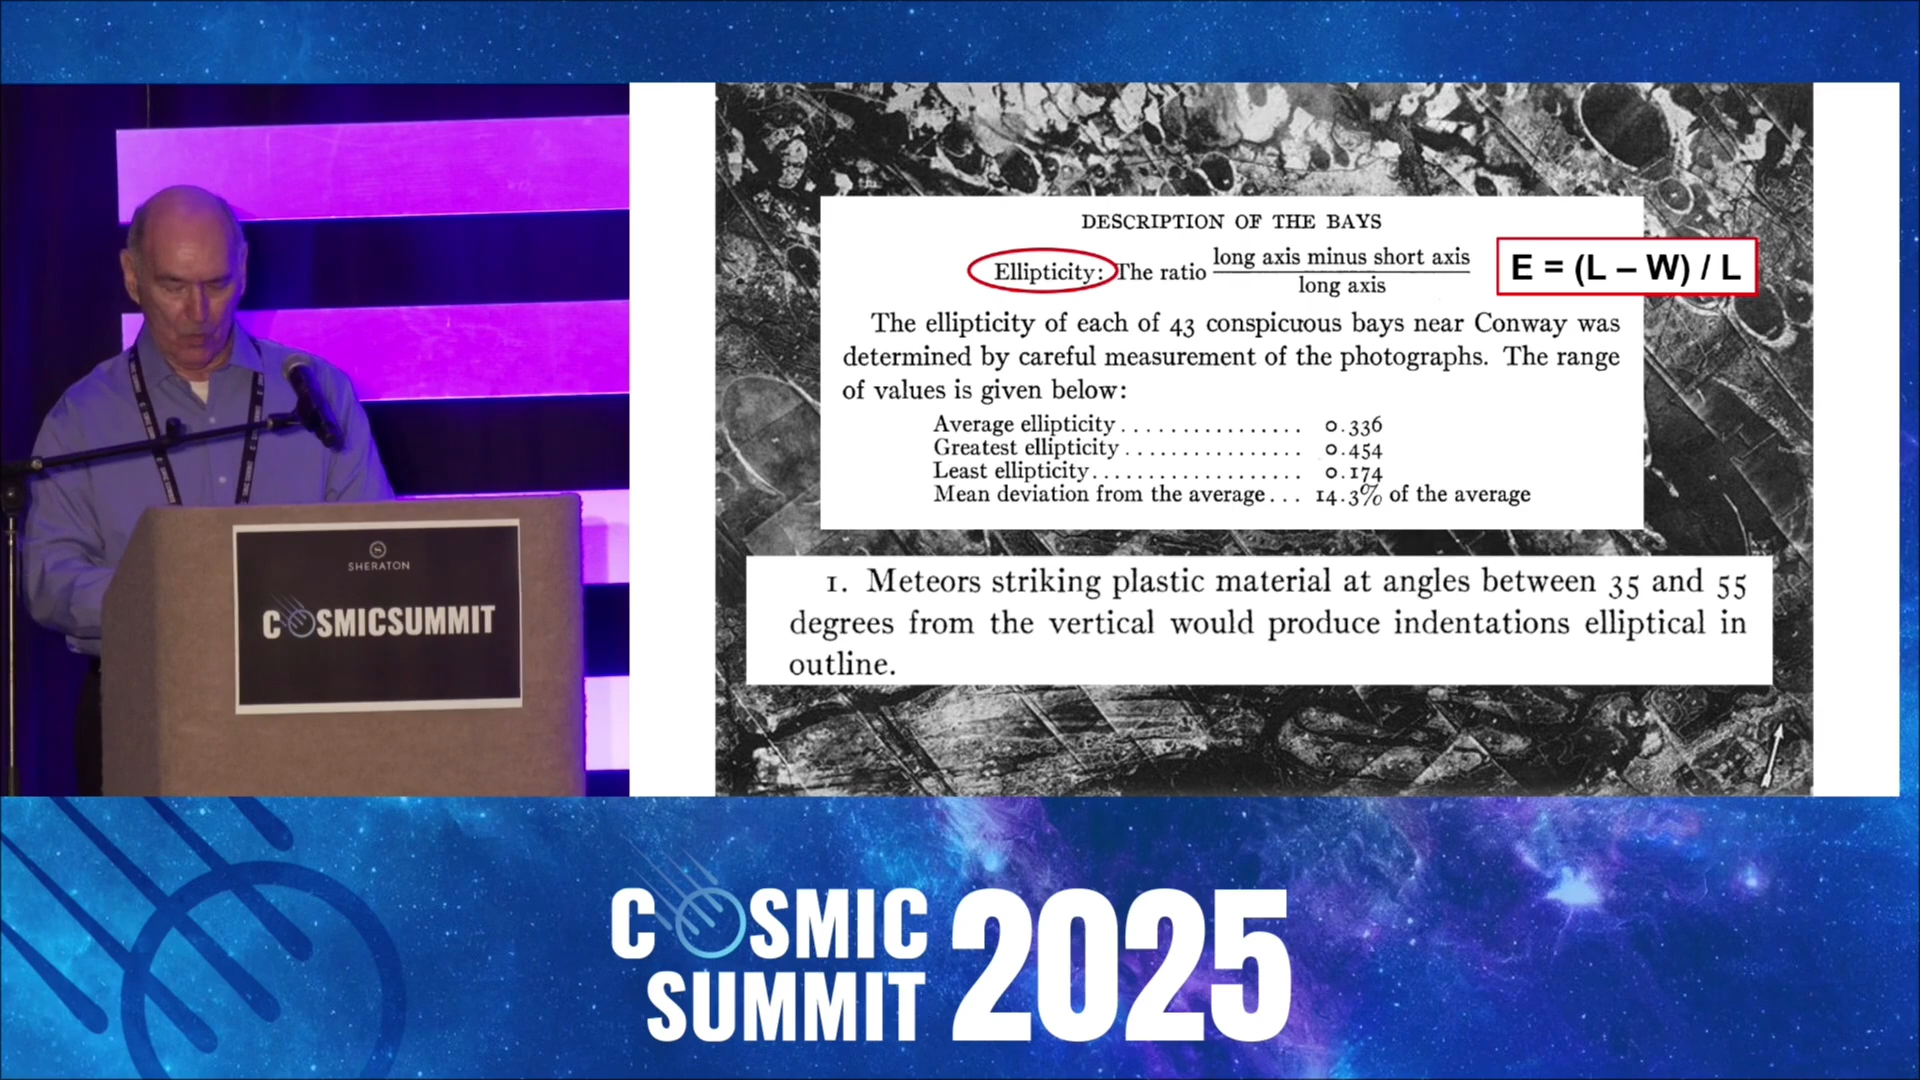 DESCRIPTION OF THE BAYS
Ellipticity: The ratio long axis minus short axis
long axis
E = (L – W) / L
The ellipticity of each of 43 conspicuous bays near Conway was
determined by careful measurement of the photographs. The range
of values is given below:
Average ellipticity . . . . . . . . . . . . . . . . 0.336
Greatest ellipticity . . . . . . . . . . . . . . . . 0.454
Least ellipticity. . . . . . . . . . . . . . . . . . . 0.174
Mean deviation from the average . . . 14.3% of the average
1. Meteors striking plastic material at angles between 35 and 55
degrees from the vertical would produce indentations elliptical in
outline.
SHERATON
COSMICSUMMIT
COSMIC
SUMMIT
2025